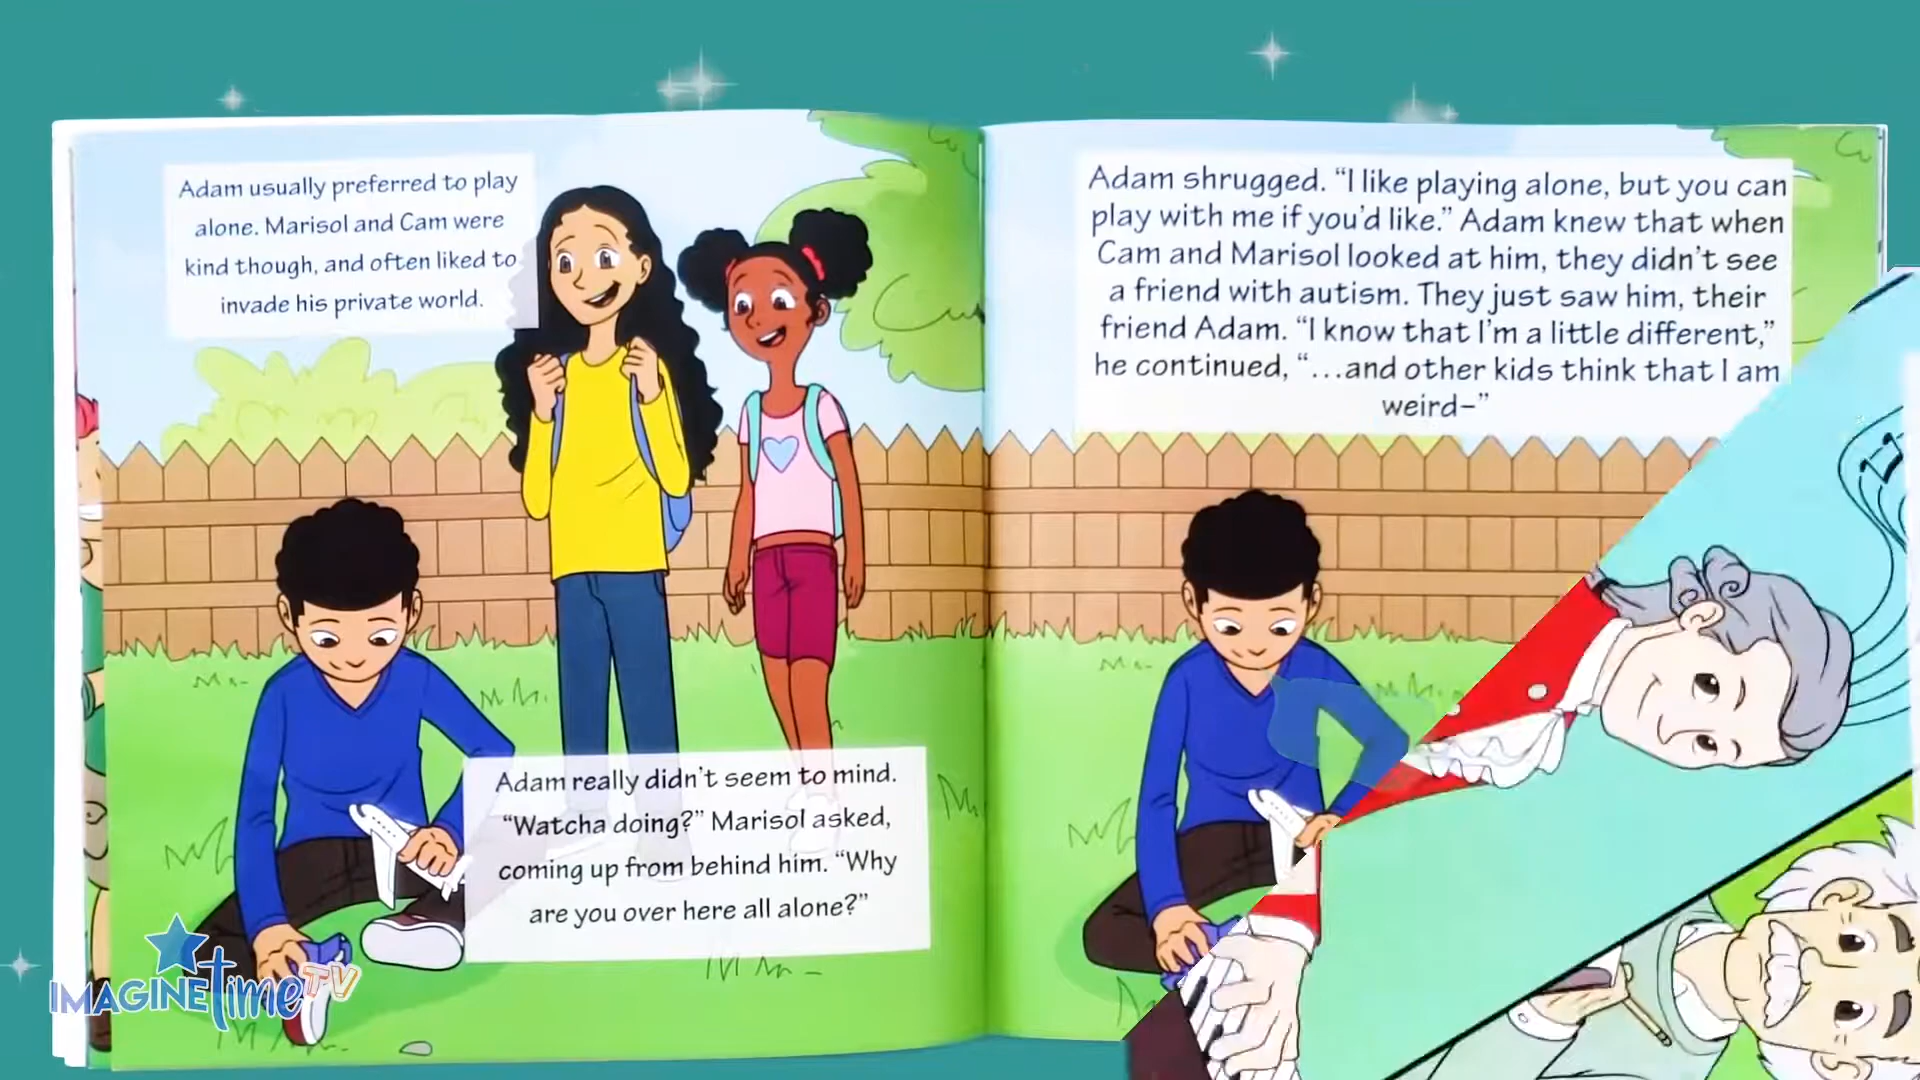 Adam usually preferred to play
alone. Marisol and Cam were
kind though, and often liked to
invade his private world.
Adam really didn't seem to mind.
“Watcha doing?” Marisol asked,
coming up from behind him. “Why
are you over here all alone?”
Adam shrugged. “I like playing alone, but you can
play with me if you'd like.” Adam knew that when
Cam and Marisol looked at him, they didn't see
a friend with autism. They just saw him, their
friend Adam. “I know that I'm a little different,”
he continued, “...and other kids think that I am
weird–”
IMAGINE time TV